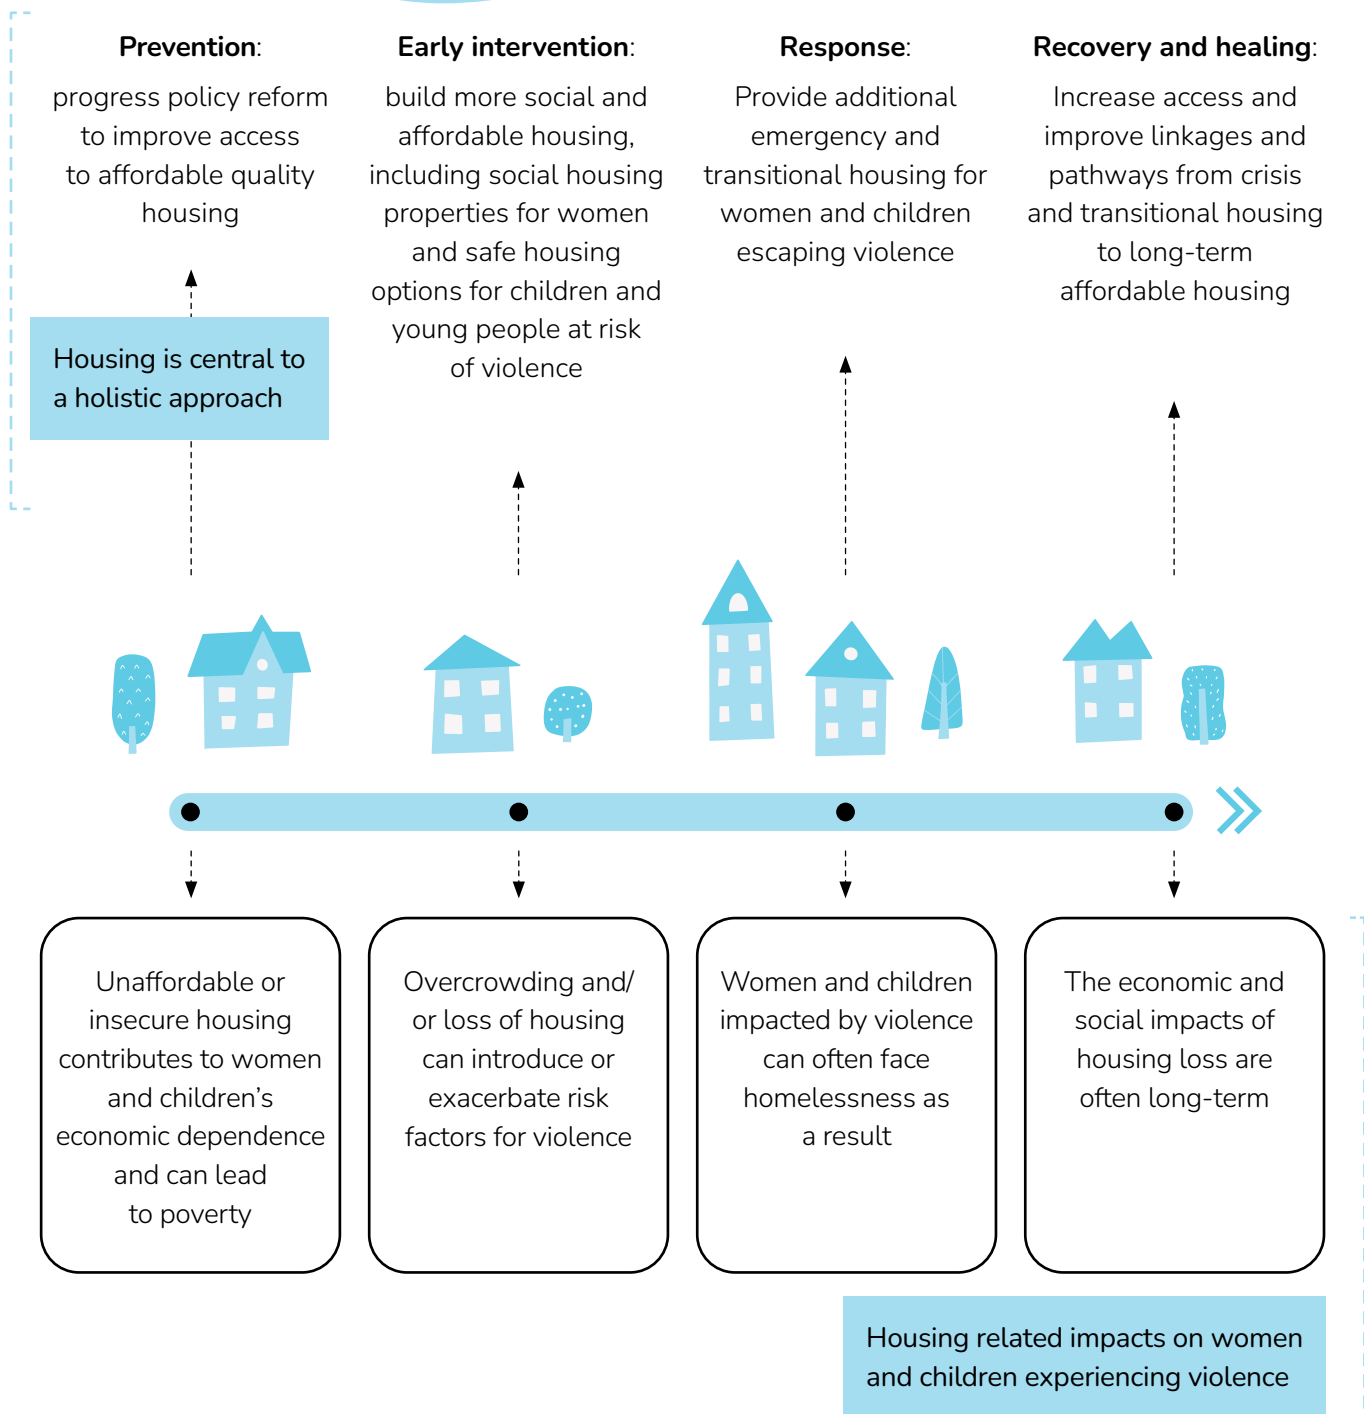 Prevention:
progress policy reform
to improve access
to affordable quality
housing
Early intervention:
build more social and
affordable housing,
including social housing
properties for women
and safe housing
options for children and
young people at risk
of violence
Response:
Provide additional
emergency and
transitional housing for
women and children
escaping violence
Recovery and healing:
Increase access and
improve linkages and
pathways from crisis
and transitional housing
to long-term
affordable housing
Housing is central to
a holistic approach
Unaffordable or
insecure housing
contributes to women
and children’s
economic dependence
and can lead
to poverty
Overcrowding and/
or loss of housing
can introduce or
exacerbate risk
factors for violence
Women and children
impacted by violence
can often face
homelessness as
a result
The economic and
social impacts of
housing loss are
often long-term
Housing related impacts on women
and children experiencing violence